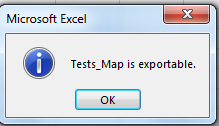 Microsoft Excel
Tests_Map is exportable.
OK